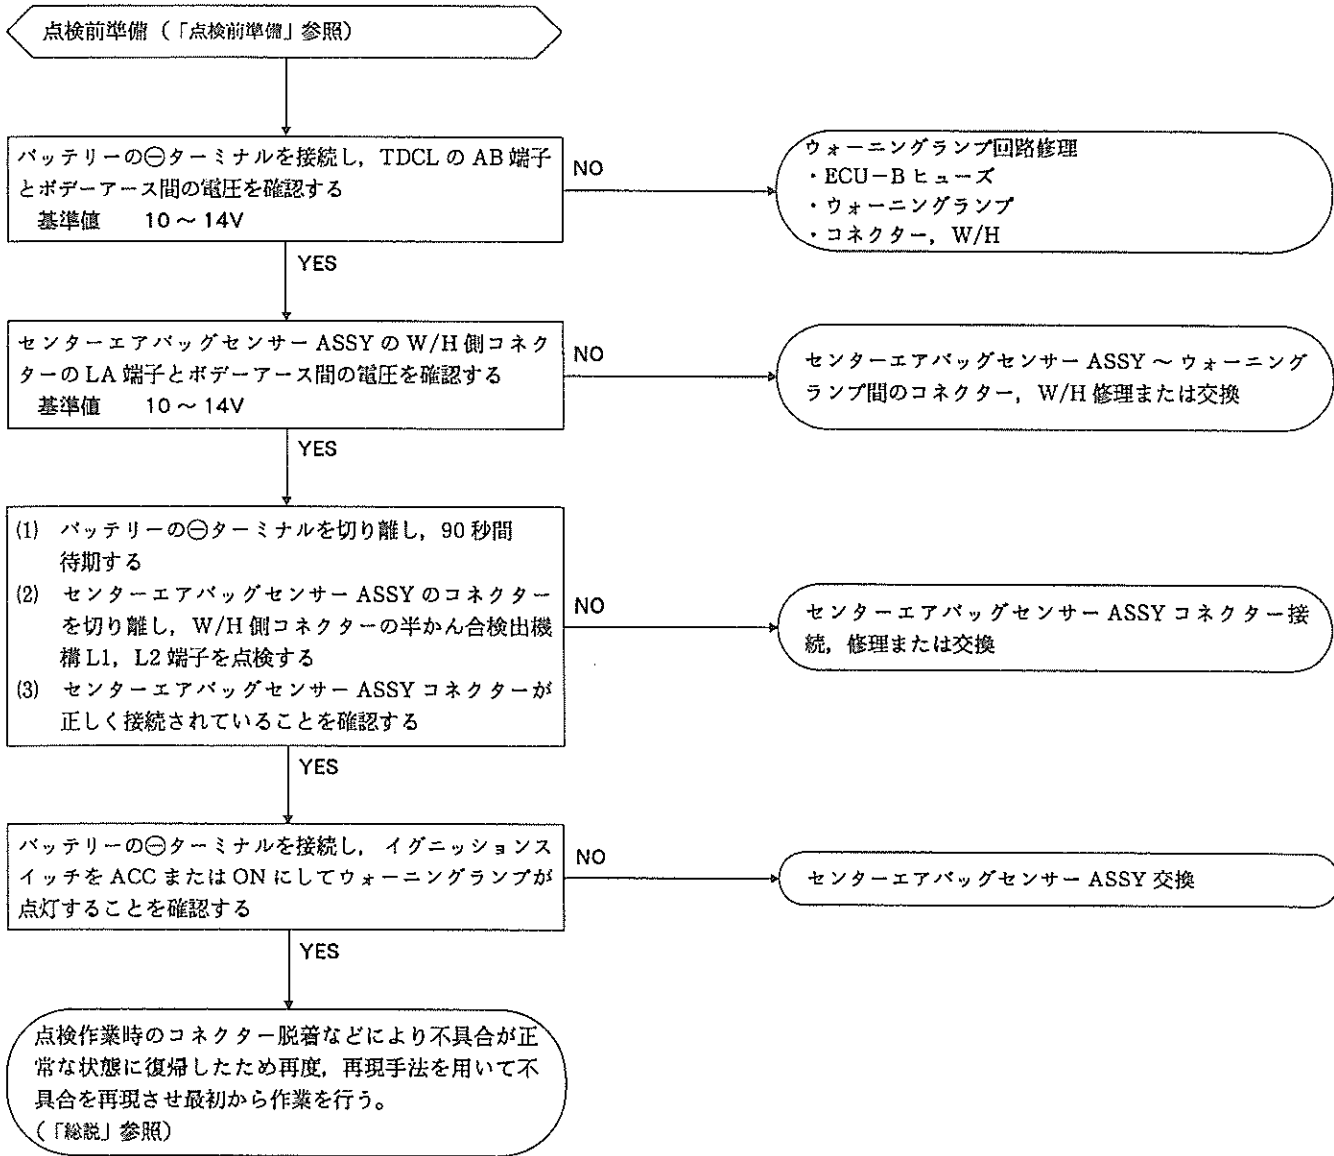 点検前準備（「点検前準備」参照）
バッテリーの⊖ターミナルを接続し，TDCL の AB 端子
とボデーアース間の電圧を確認する
基準値　10 ～ 14V
NO
ウォーニングランプ回路修理
・ECU－B ヒューズ
・ウォーニングランプ
・コネクター，W/H
YES
センターエアバッグセンサー ASSY の W/H 側コネク
ターの LA 端子とボデーアース間の電圧を確認する
基準値　10 ～ 14V
NO
センターエアバッグセンサー ASSY ～ ウォーニング
ランプ間のコネクター，W/H 修理または交換
YES
(1)　バッテリーの⊖ターミナルを切り離し，90 秒間
待期する
(2)　センターエアバッグセンサー ASSY のコネクター
を切り離し，W/H 側コネクターの半かん合検出機
構 L1，L2 端子を点検する
(3)　センターエアバッグセンサー ASSY コネクターが
正しく接続されていることを確認する
NO
センターエアバッグセンサー ASSY コネクター接
続，修理または交換
YES
バッテリーの⊖ターミナルを接続し，イグニッションス
イッチを ACC または ON にしてウォーニングランプが
点灯することを確認する
NO
センターエアバッグセンサー ASSY 交換
YES
点検作業時のコネクター脱着などにより不具合が正
常な状態に復帰したため再度，再現手法を用いて不
具合を再現させ最初から作業を行う。
（「総説」参照）